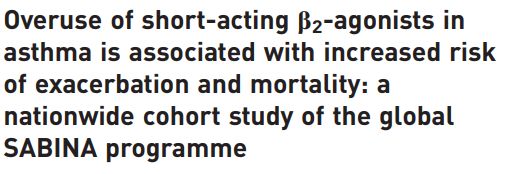 Overuse of short-acting β₂-agonists in
asthma is associated with increased risk
of exacerbation and mortality: a
nationwide cohort study of the global
SABINA programme